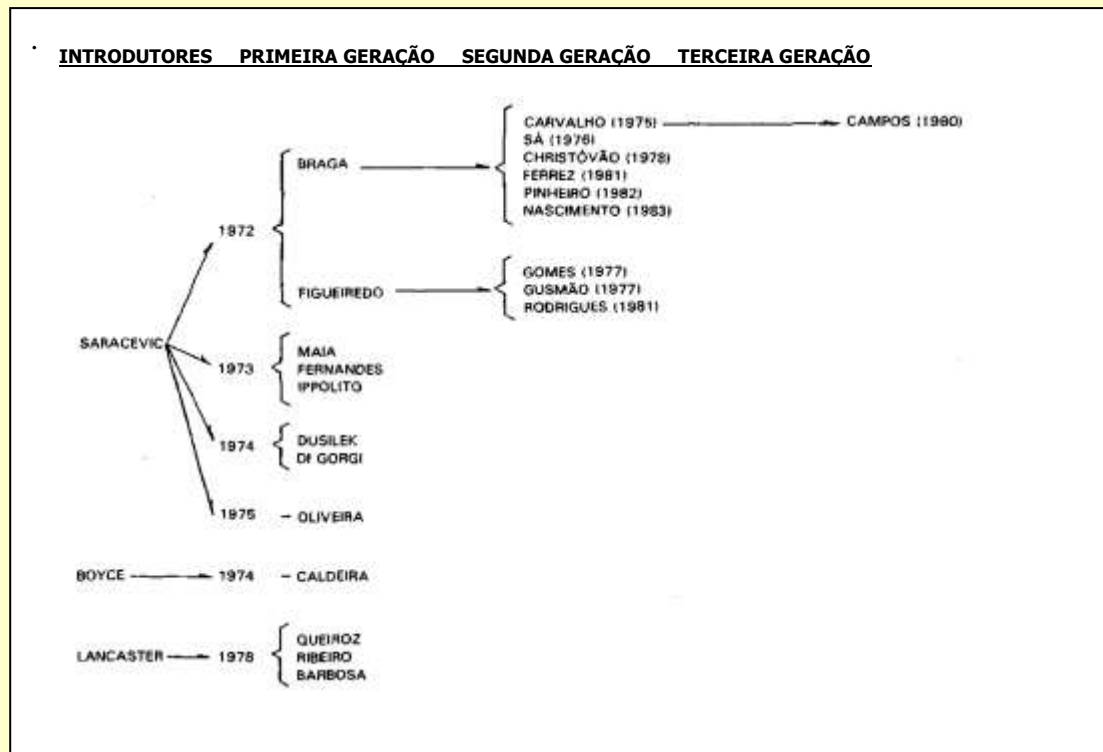 INTRODUTORES PRIMEIRA GERAÇÃO SEGUNDA GERAÇÃO TERCEIRA GERAÇÃO
CARVALHO (1975) CAMPOS (1980)
SÁ (1976)
CHRISTÓVÃO (1978)
BRAGA
FERREZ (1981)
PINHEIRO (1982)
NASCIMENTO (1983)
1972
GOMES (1977)
FIGUEIREDO
GUSMÃO (1977)
RODRIGUES (1981)
SARACEVIC
MAIA
1973
FERNANDES
IPPOLITO
1974
DUSILEK
DI GORGI
1975 - OLIVEIRA
BOYCE 1974 - CALDEIRA
QUEIROZ
LANCASTER 1978
RIBEIRO
BARBOSA